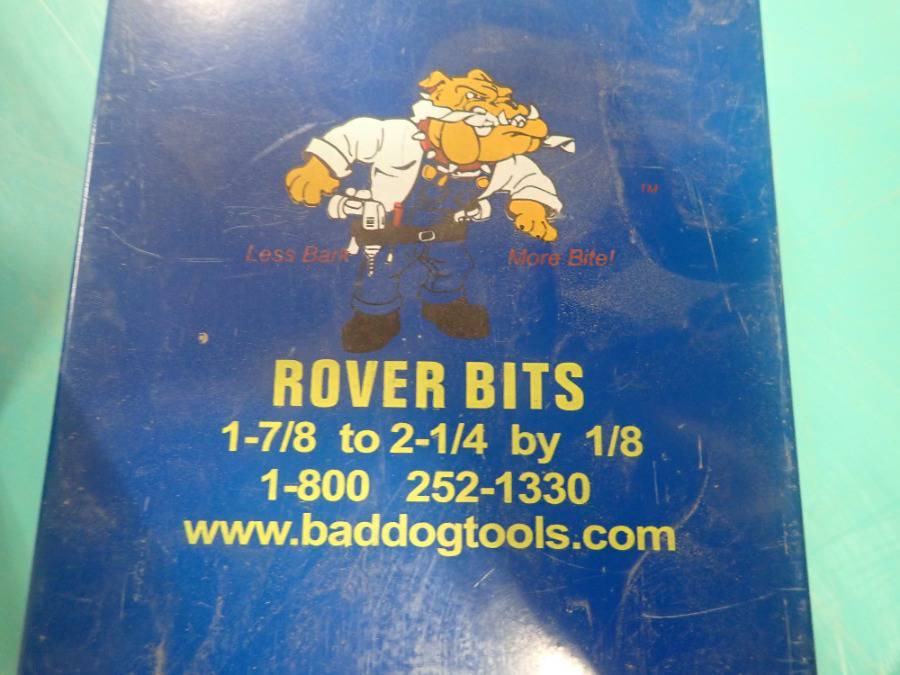 TM
Less Bark More Bite!
ROVER BITS
1-7/8 to 2-1/4 by 1/8
1-800 252-1330
www.baddogtools.com